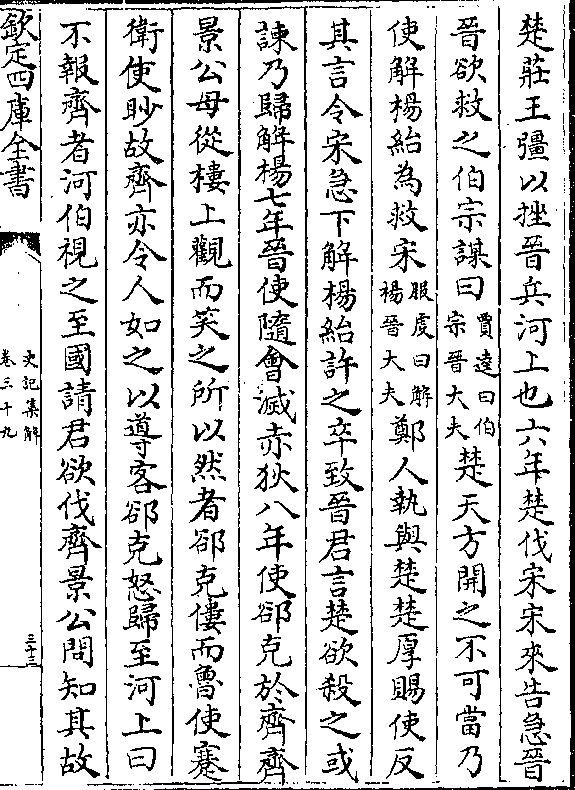 楚莊王彊以挫晉兵河上也六年楚伐宋宋來告急晉
晉欲救之伯宗謀曰賈逵曰伯宗晉大夫楚天方開之不可當乃
使解楊紿為救宋服虔曰解楊晉大夫鄭人執與楚楚厚賜使反
其言令宋急下解楊紿許之卒致晉君言楚欲殺之或
諫乃歸解楊七年晉使隨會滅赤狄八年使郤克於齊齊
景公母從樓上觀而笑之所以然者郤克僂而魯使蹇
衛使眇故齊亦令人如之以導客郤克怒歸至河上曰
不報齊者河伯視之至國請君欲伐齊景公問知其故
欽定四庫全書
史記集解
卷三十九
三十三